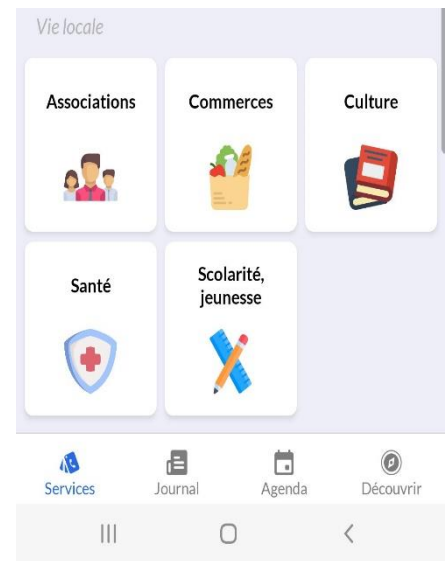 Vie locale
Associations
Commerces
Culture
Santé
Scolarité,
jeunesse
Services
Journal
Agenda
Découvrir